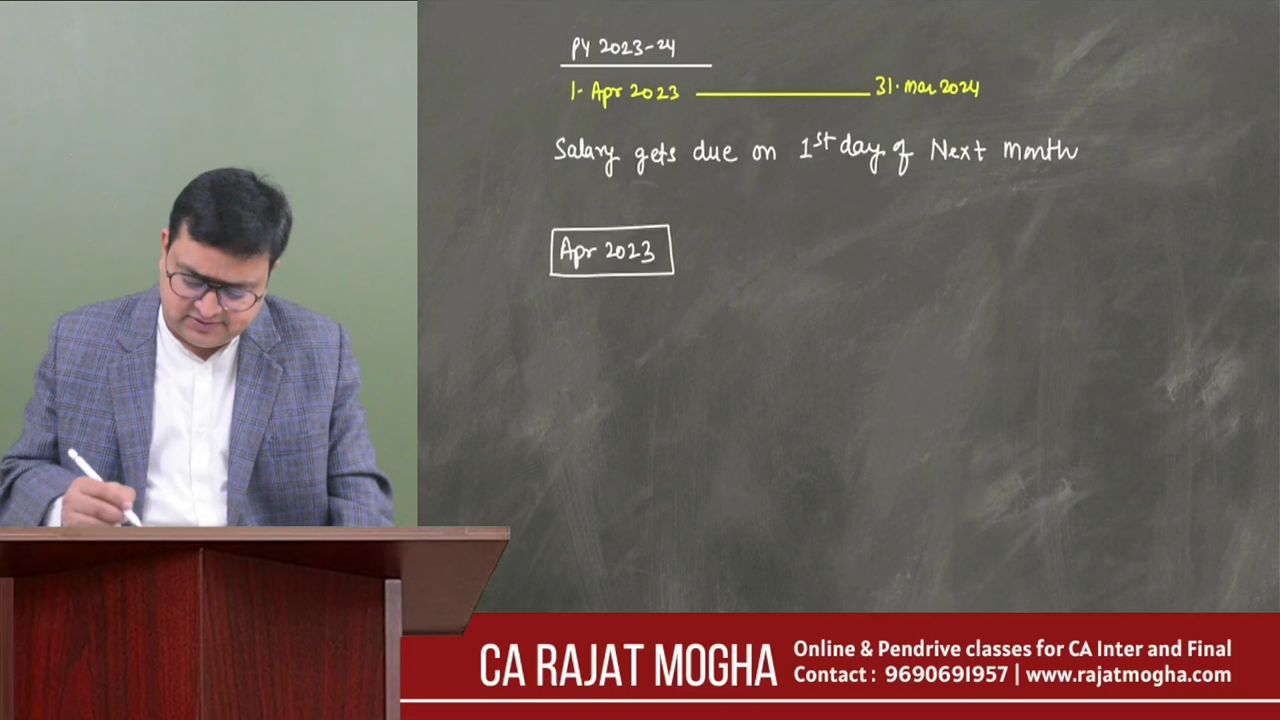 PY 2023-24
1. Apr 2023 31. Mar 2024
Salary gets due on 1st day of Next month
Apr 2023
CA RAJAT MOGHA
Online & Pendrive classes for CA Inter and Final
Contact : 9690691957 | www.rajatmogha.com